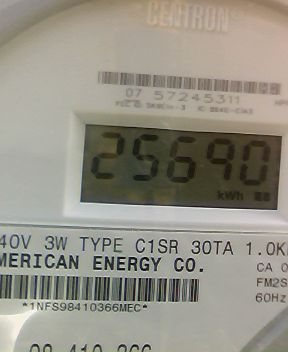 CENTRON
07 57245311
25690
kWh
40V 3W TYPE C1SR 30TA 1.0K
MERICAN ENERGY CO.
CA 0
FM2S
60Hz
*1NFS98410366MEC*